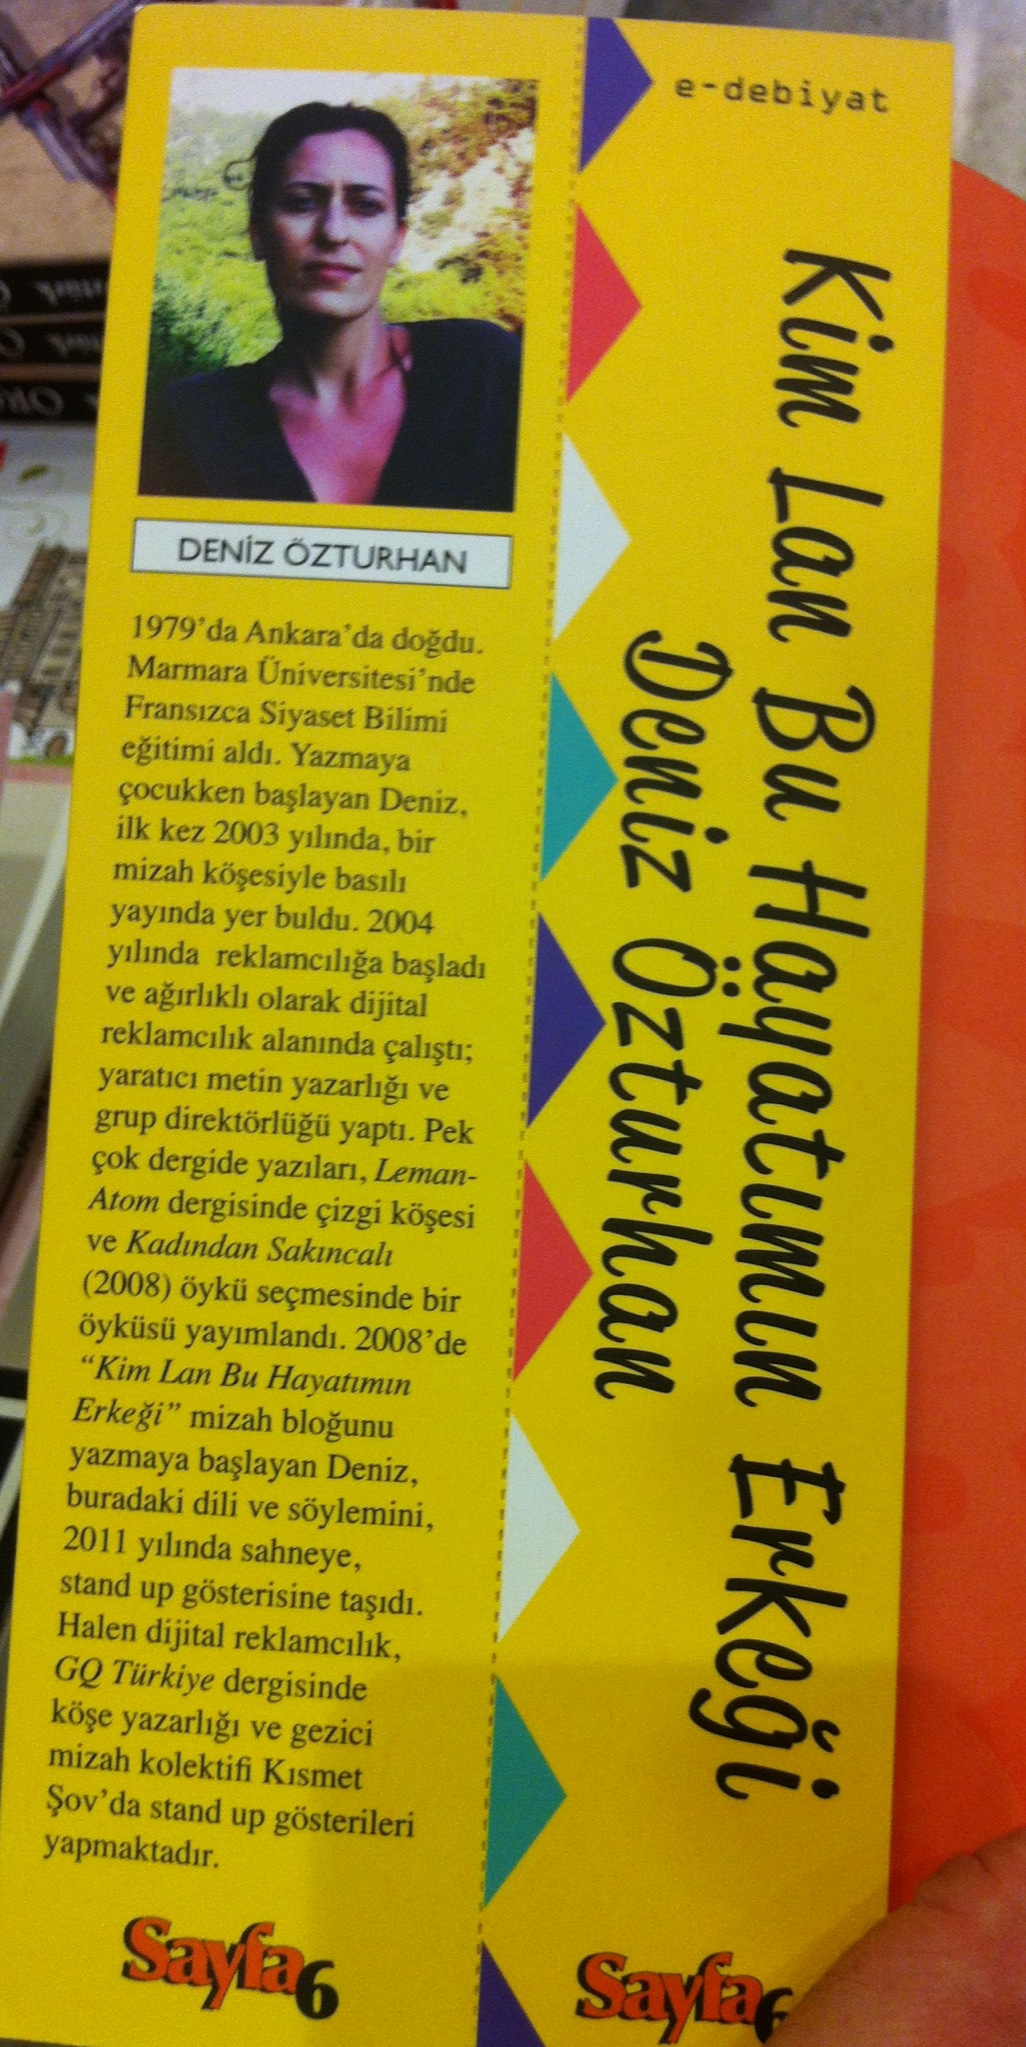 DENİZ ÖZTURHAN
1979’da Ankara’da doğdu.
Marmara Üniversitesi’nde
Fransızca Siyaset Bilimi
eğitimi aldı. Yazmaya
çocukken başlayan Deniz,
ilk kez 2003 yılında, bir
mizah köşesiyle basılı
yayında yer buldu. 2004
yılında reklamcılığa başladı
ve ağırlıklı olarak dijital
reklamcılık alanında çalıştı;
yaratıcı metin yazarlığı ve
grup direktörlüğü yaptı. Pek
çok dergide yazıları, Leman-
Atom dergisinde çizgi köşesi
ve Kadından Sakıncalı
(2008) öykü seçmesinde bir
öyküsü yayımlandı. 2008’de
“Kim Lan Bu Hayatımın
Erkeği” mizah bloğunu
yazmaya başlayan Deniz,
buradaki dili ve söylemini,
2011 yılında sahneye,
stand up gösterisine taşıdı.
Halen dijital reklamcılık,
GQ Türkiye dergisinde
köşe yazarlığı ve gezici
mizah kolektifi Kısmet
Şov’da stand up gösterileri
yapmaktadır.
Sayfa6
e-debiyat
Kim Lan Bu Hayatımın Erkeği
Deniz Özturhan
Sayfa6